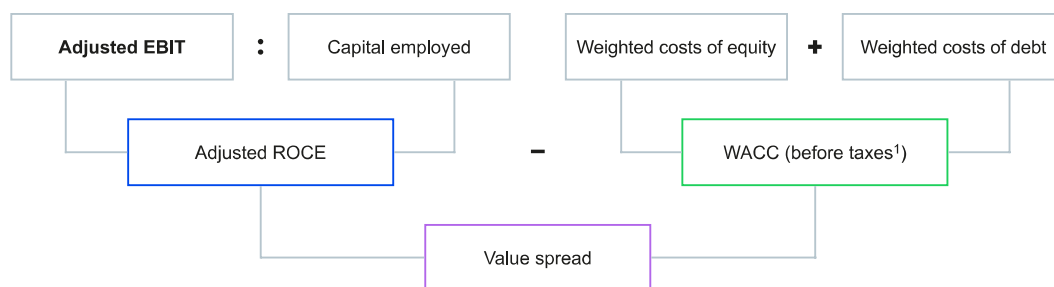 Adjusted EBIT : Capital employed Weighted costs of equity + Weighted costs of debt
Adjusted ROCE – WACC (before taxes¹)
Value spread